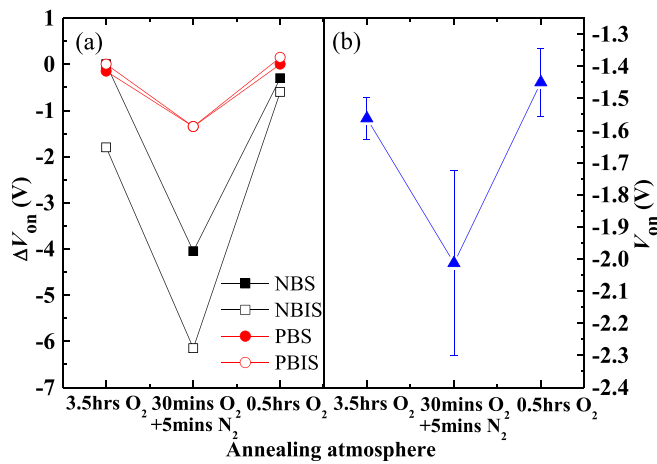 (a)
(b)
1
0
-1
-2
-3
-4
-5
-6
-7
ΔVon (V)
NBS
NBIS
PBS
PBIS
-1.3
-1.4
-1.5
-1.6
-1.7
-1.8
-1.9
-2.0
-2.1
-2.2
-2.3
-2.4
Von (V)
3.5hrs O2 30mins O2 0.5hrs O2 3.5hrs O2 30mins O2 0.5hrs O2
+5mins N2 +5mins N2
Annealing atmosphere